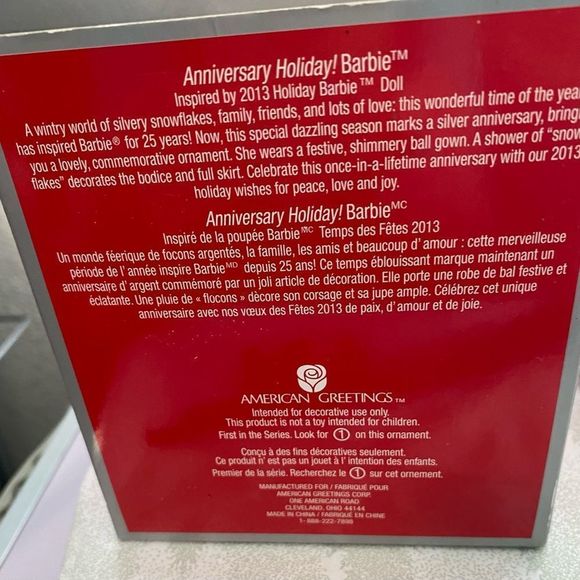 Anniversary Holiday! Barbie™
Inspired by 2013 Holiday Barbie™ Doll
A wintry world of silvery snowflakes, family, friends, and lots of love: this wonderful time of the year
has inspired Barbie® for 25 years! Now, this special dazzling season marks a silver anniversary, bring
you a lovely, commemorative ornament. She wears a festive, shimmery ball gown. A shower of "snow
flakes" decorates the bodice and full skirt. Celebrate this once-in-a-lifetime anniversary with our 2013
holiday wishes for peace, love and joy.
Anniversary Holiday! Barbie MC
Inspiré de la poupée Barbie MC Temps des Fêtes 2013
Un monde féerique de flocons argentés, la famille, les amis et beaucoup d'amour : cette merveilleuse
période de l'année inspire Barbie MD depuis 25 ans! Ce temps éblouissant marque maintenant un
anniversaire d'argent commémoré par un joli article de décoration. Elle porte une robe de bal festive et
éclatante. Une pluie de « flocons » décore son corsage et sa jupe ample. Célébrez cet unique
anniversaire avec nos vœux des Fêtes 2013 de paix, d'amour et de joie.
AMERICAN GREETINGS™
Intended for decorative use only.
This product is not a toy intended for children.
First in the Series. Look for ① on this ornament.
Conçu à des fins décoratives seulement.
Ce produit n'est pas un jouet à l'intention des enfants.
Premier de la série. Recherchez le ① sur cet ornement.
MANUFACTURED FOR / FABRIQUÉ POUR
AMERICAN GREETINGS CORP.
ONE AMERICAN ROAD
CLEVELAND, OHIO 44144
MADE IN CHINA / FABRIQUÉ EN CHINE
1-888-222-7898